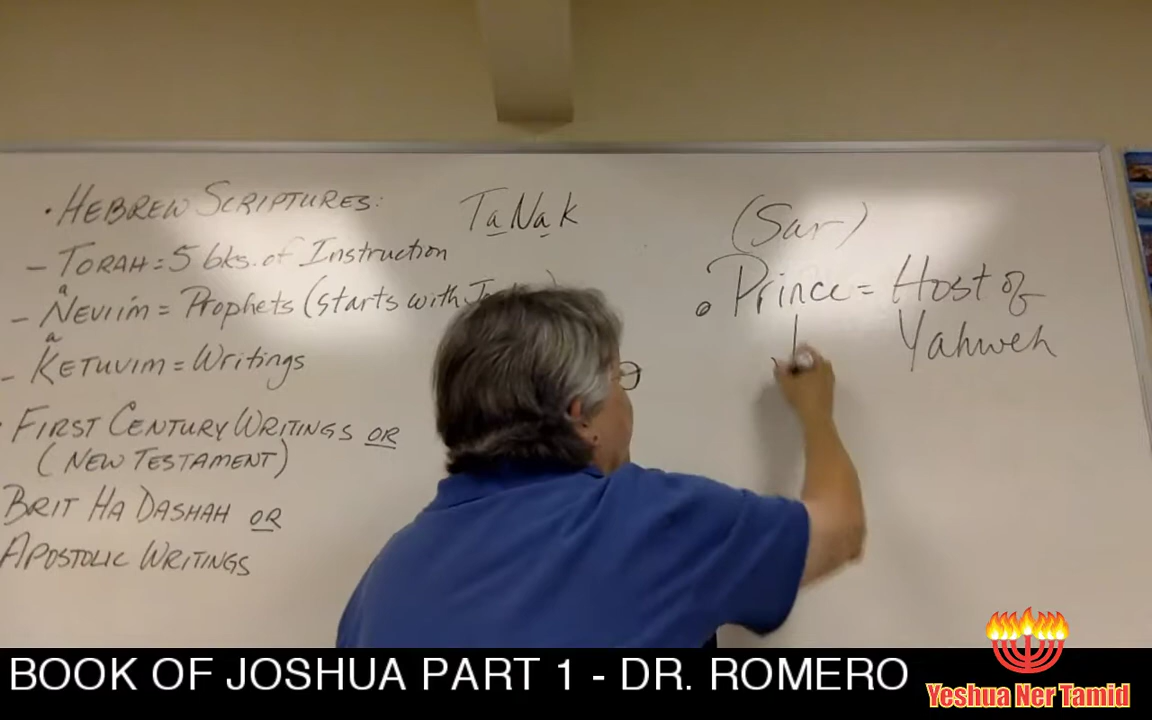 · HEBREW SCRIPTURES:
- TORAH = 5 bks. of Instruction
a
- NEVIIM = Prophets (starts with
a
- KETUVIM = Writings
· FIRST CENTURY WRITINGS OR
(NEW TESTAMENT)
BRIT HA DASHAH OR
APOSTOLIC WRITINGS
TaNak
(Sar)
• Prince = Host of
Yahweh
BOOK OF JOSHUA PART 1 - DR. ROMERO
Yeshua Ner Tamid